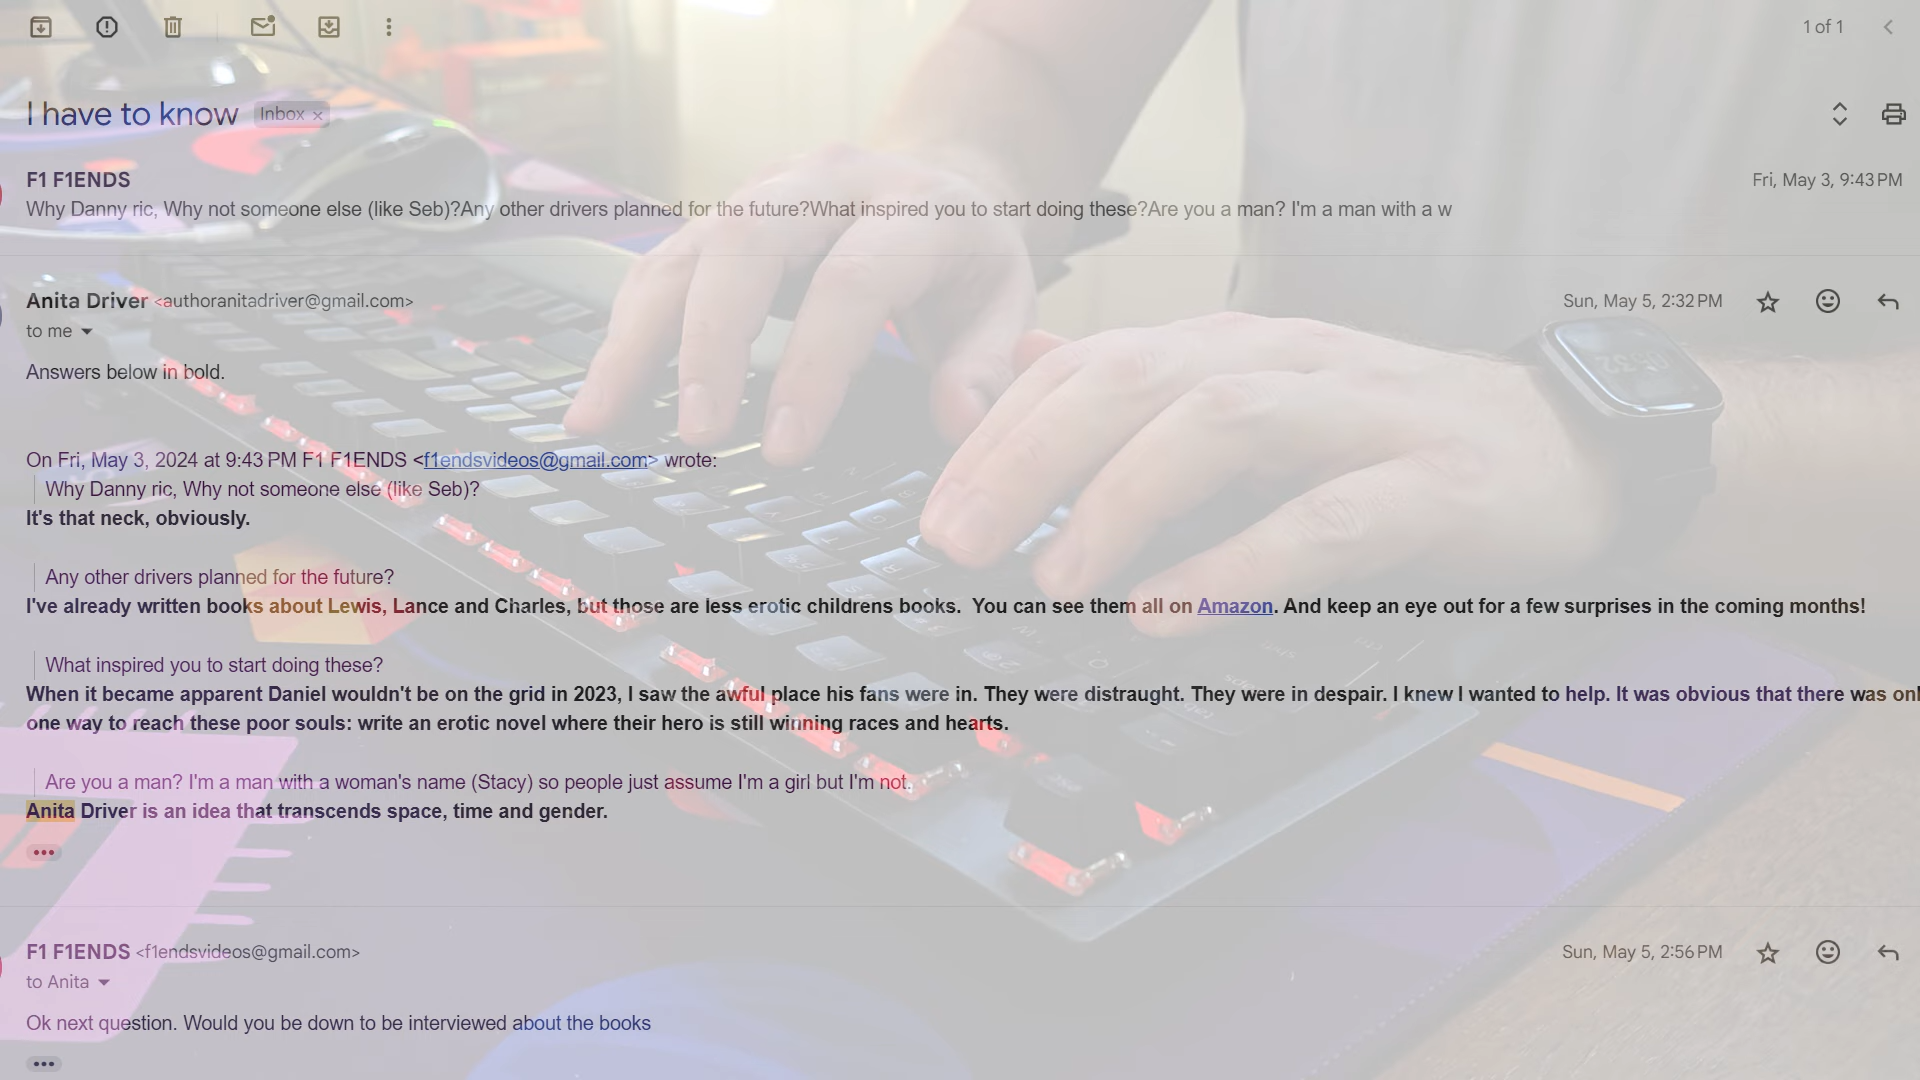 1 of 1
I have to know Inbox ×
F1 F1ENDS Fri, May 3, 9:43 PM
Why Danny ric, Why not someone else (like Seb)?Any other drivers planned for the future?What inspired you to start doing these?Are you a man? I'm a man with a w
Anita Driver <authoranitadriver@gmail.com> Sun, May 5, 2:32 PM
to me
Answers below in bold.
On Fri, May 3, 2024 at 9:43 PM F1 F1ENDS <f1endsvideos@gmail.com> wrote:
Why Danny ric, Why not someone else (like Seb)?
It's that neck, obviously.
Any other drivers planned for the future?
I've already written books about Lewis, Lance and Charles, but those are less erotic childrens books. You can see them all on Amazon. And keep an eye out for a few surprises in the coming months!
What inspired you to start doing these?
When it became apparent Daniel wouldn't be on the grid in 2023, I saw the awful place his fans were in. They were distraught. They were in despair. I knew I wanted to help. It was obvious that there was onl
one way to reach these poor souls: write an erotic novel where their hero is still winning races and hearts.
Are you a man? I'm a man with a woman's name (Stacy) so people just assume I'm a girl but I'm not.
Anita Driver is an idea that transcends space, time and gender.
F1 F1ENDS <f1endsvideos@gmail.com> Sun, May 5, 2:56 PM
to Anita
Ok next question. Would you be down to be interviewed about the books